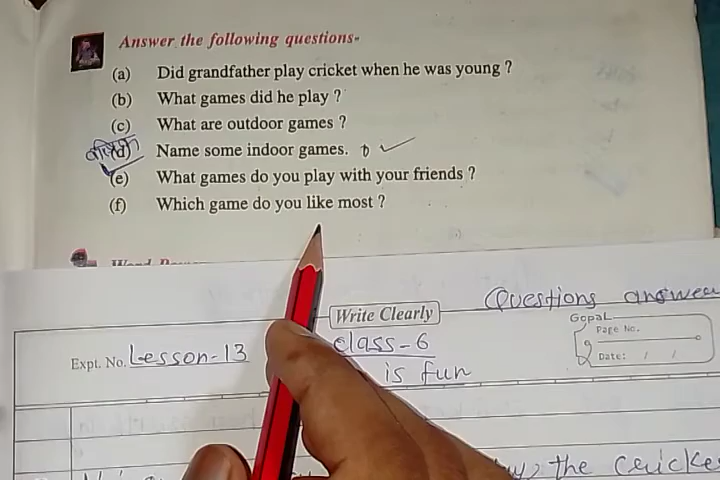 Answer the following questions-
(a) Did grandfather play cricket when he was young ?
(b) What games did he play ?
(c) What are outdoor games ?
(d) Name some indoor games.
(e) What games do you play with your friends ?
(f) Which game do you like most ?
Questions answer
Write Clearly
Gopal
Page No.
Expt. No. Lesson-13
class-6
Date: / /
is fun
the cricke